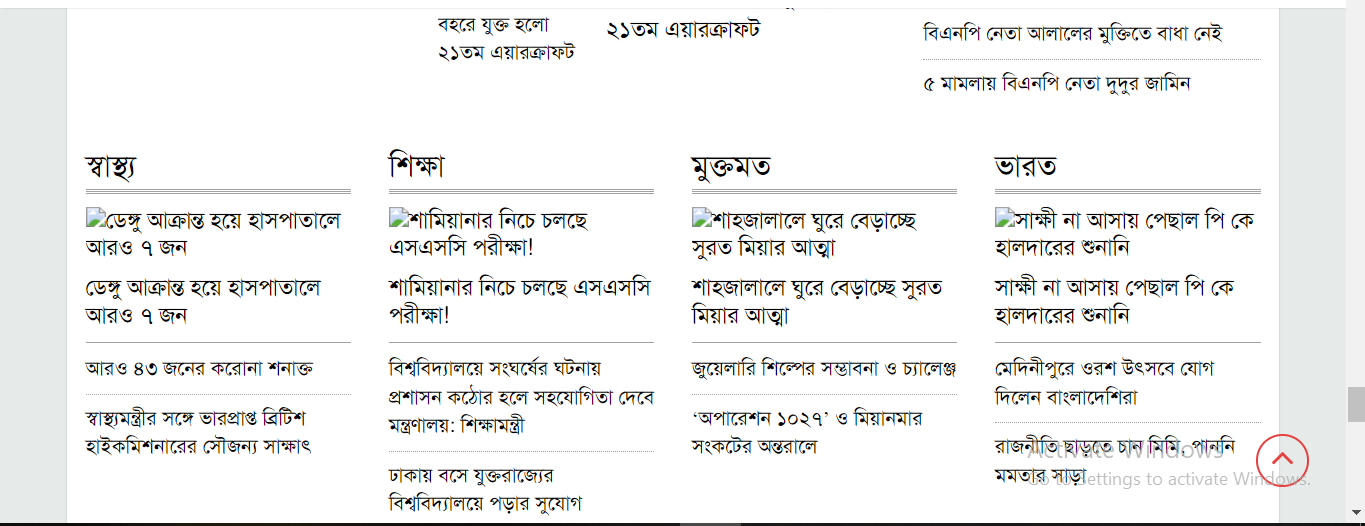 বহরে যুক্ত হলো
২১তম এয়ারক্রাফট
২১তম এয়ারক্রাফট
বিএনপি নেতা আলালের মুক্তিতে বাধা নেই
৫ মামলায় বিএনপি নেতা দুদুর জামিন
স্বাস্থ্য
ডেঙ্গু আক্রান্ত হয়ে হাসপাতালে
আরও ৭ জন
ডেঙ্গু আক্রান্ত হয়ে হাসপাতালে
আরও ৭ জন
আরও ৪৩ জনের করোনা শনাক্ত
স্বাস্থ্যমন্ত্রীর সঙ্গে ভারপ্রাপ্ত ব্রিটিশ
হাইকমিশনারের সৌজন্য সাক্ষাৎ
শিক্ষা
শামিয়ানার নিচে চলছে
এসএসসি পরীক্ষা!
শামিয়ানার নিচে চলছে এসএসসি
পরীক্ষা!
বিশ্ববিদ্যালয়ে সংঘর্ষের ঘটনায়
প্রশাসন কঠোর হলে সহযোগিতা দেবে
মন্ত্রণালয়: শিক্ষামন্ত্রী
ঢাকায় বসে যুক্তরাজ্যের
বিশ্ববিদ্যালয়ে পড়ার সুযোগ
মুক্তমত
শাহজালালে ঘুরে বেড়াচ্ছে
সুরত মিয়ার আত্মা
শাহজালালে ঘুরে বেড়াচ্ছে সুরত
মিয়ার আত্মা
জুয়েলারি শিল্পের সম্ভাবনা ও চ্যালেঞ্জ
‘অপারেশন ১০২৭’ ও মিয়ানমার
সংকটের অন্তরালে
ভারত
সাক্ষী না আসায় পেছাল পি কে
হালদারের শুনানি
সাক্ষী না আসায় পেছাল পি কে
হালদারের শুনানি
মেদিনীপুরে ওরশ উৎসবে যোগ
দিলেন বাংলাদেশিরা
রাজনীতি ছাড়তে চান মিমি, পাননি
মমতার সাড়া
Activate Windows
Go to Settings to activate Windows.